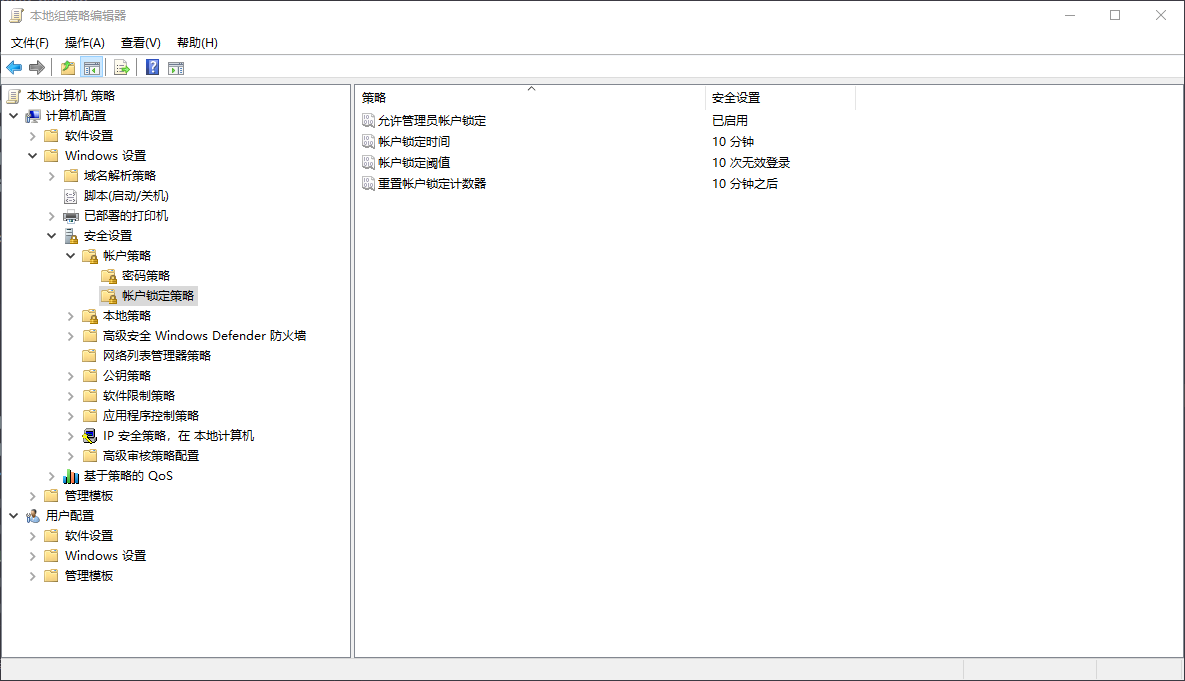 本地组策略编辑器
文件(F) 操作(A) 查看(V) 帮助(H)
本地计算机 策略
计算机配置
软件设置
Windows 设置
域名解析策略
脚本(启动/关机)
已部署的打印机
安全设置
帐户策略
密码策略
帐户锁定策略
本地策略
高级安全 Windows Defender 防火墙
网络列表管理器策略
公钥策略
软件限制策略
应用程序控制策略
IP 安全策略，在 本地计算机
高级审核策略配置
基于策略的 QoS
管理模板
用户配置
软件设置
Windows 设置
管理模板
策略 安全设置
允许管理员帐户锁定 已启用
帐户锁定时间 10 分钟
帐户锁定阈值 10 次无效登录
重置帐户锁定计数器 10 分钟之后